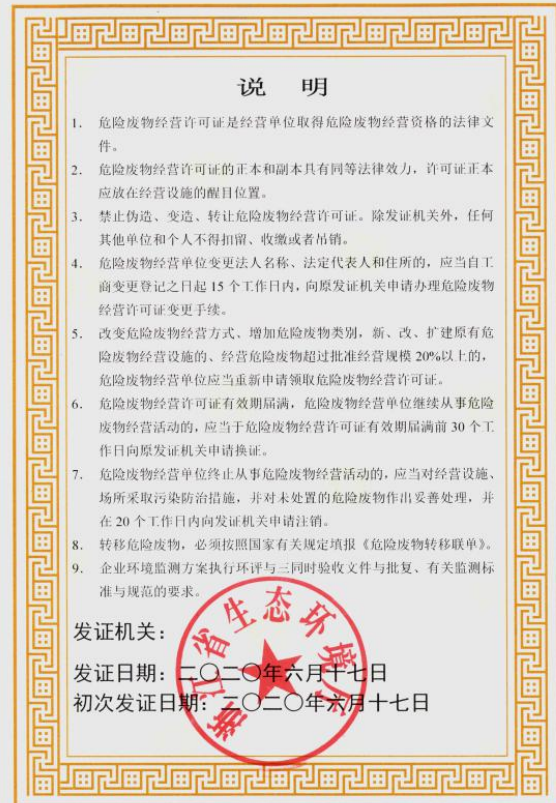 说 明
1. 危险废物经营许可证是经营单位取得危险废物经营资格的法律文
件。
2. 危险废物经营许可证的正本和副本具有同等法律效力，许可证正本
应放在经营设施的醒目位置。
3. 禁止伪造、变造、转让危险废物经营许可证。除发证机关外，任何
其他单位和个人不得扣留、收缴或者吊销。
4. 危险废物经营单位变更法人名称、法定代表人和住所的，应当自工
商变更登记之日起 15 个工作日内，向原发证机关申请办理危险废物
经营许可证变更手续。
5. 改变危险废物经营方式、增加危险废物类别，新、改、扩建原有危
险废物经营设施的、经营危险废物超过批准经营规模 20%以上的，
危险废物经营单位应当重新申请领取危险废物经营许可证。
6. 危险废物经营许可证有效期届满，危险废物经营单位继续从事危险
废物经营活动的，应当于危险废物经营许可证有效期届满前 30 个工
作日向原发证机关申请换证。
7. 危险废物经营单位终止从事危险废物经营活动的，应当对经营设施、
场所采取污染防治措施，并对未处置的危险废物作出妥善处理，并
在 20 个工作日内向发证机关申请注销。
8. 转移危险废物，必须按照国家有关规定填报《危险废物转移联单》。
9. 企业环境监测方案执行环评与三同时验收文件与批复、有关监测标
准与规范的要求。
发证机关：
浙江省生态环境厅
发证日期：二〇二〇年六月十七日
初次发证日期：二〇二〇年六月十七日